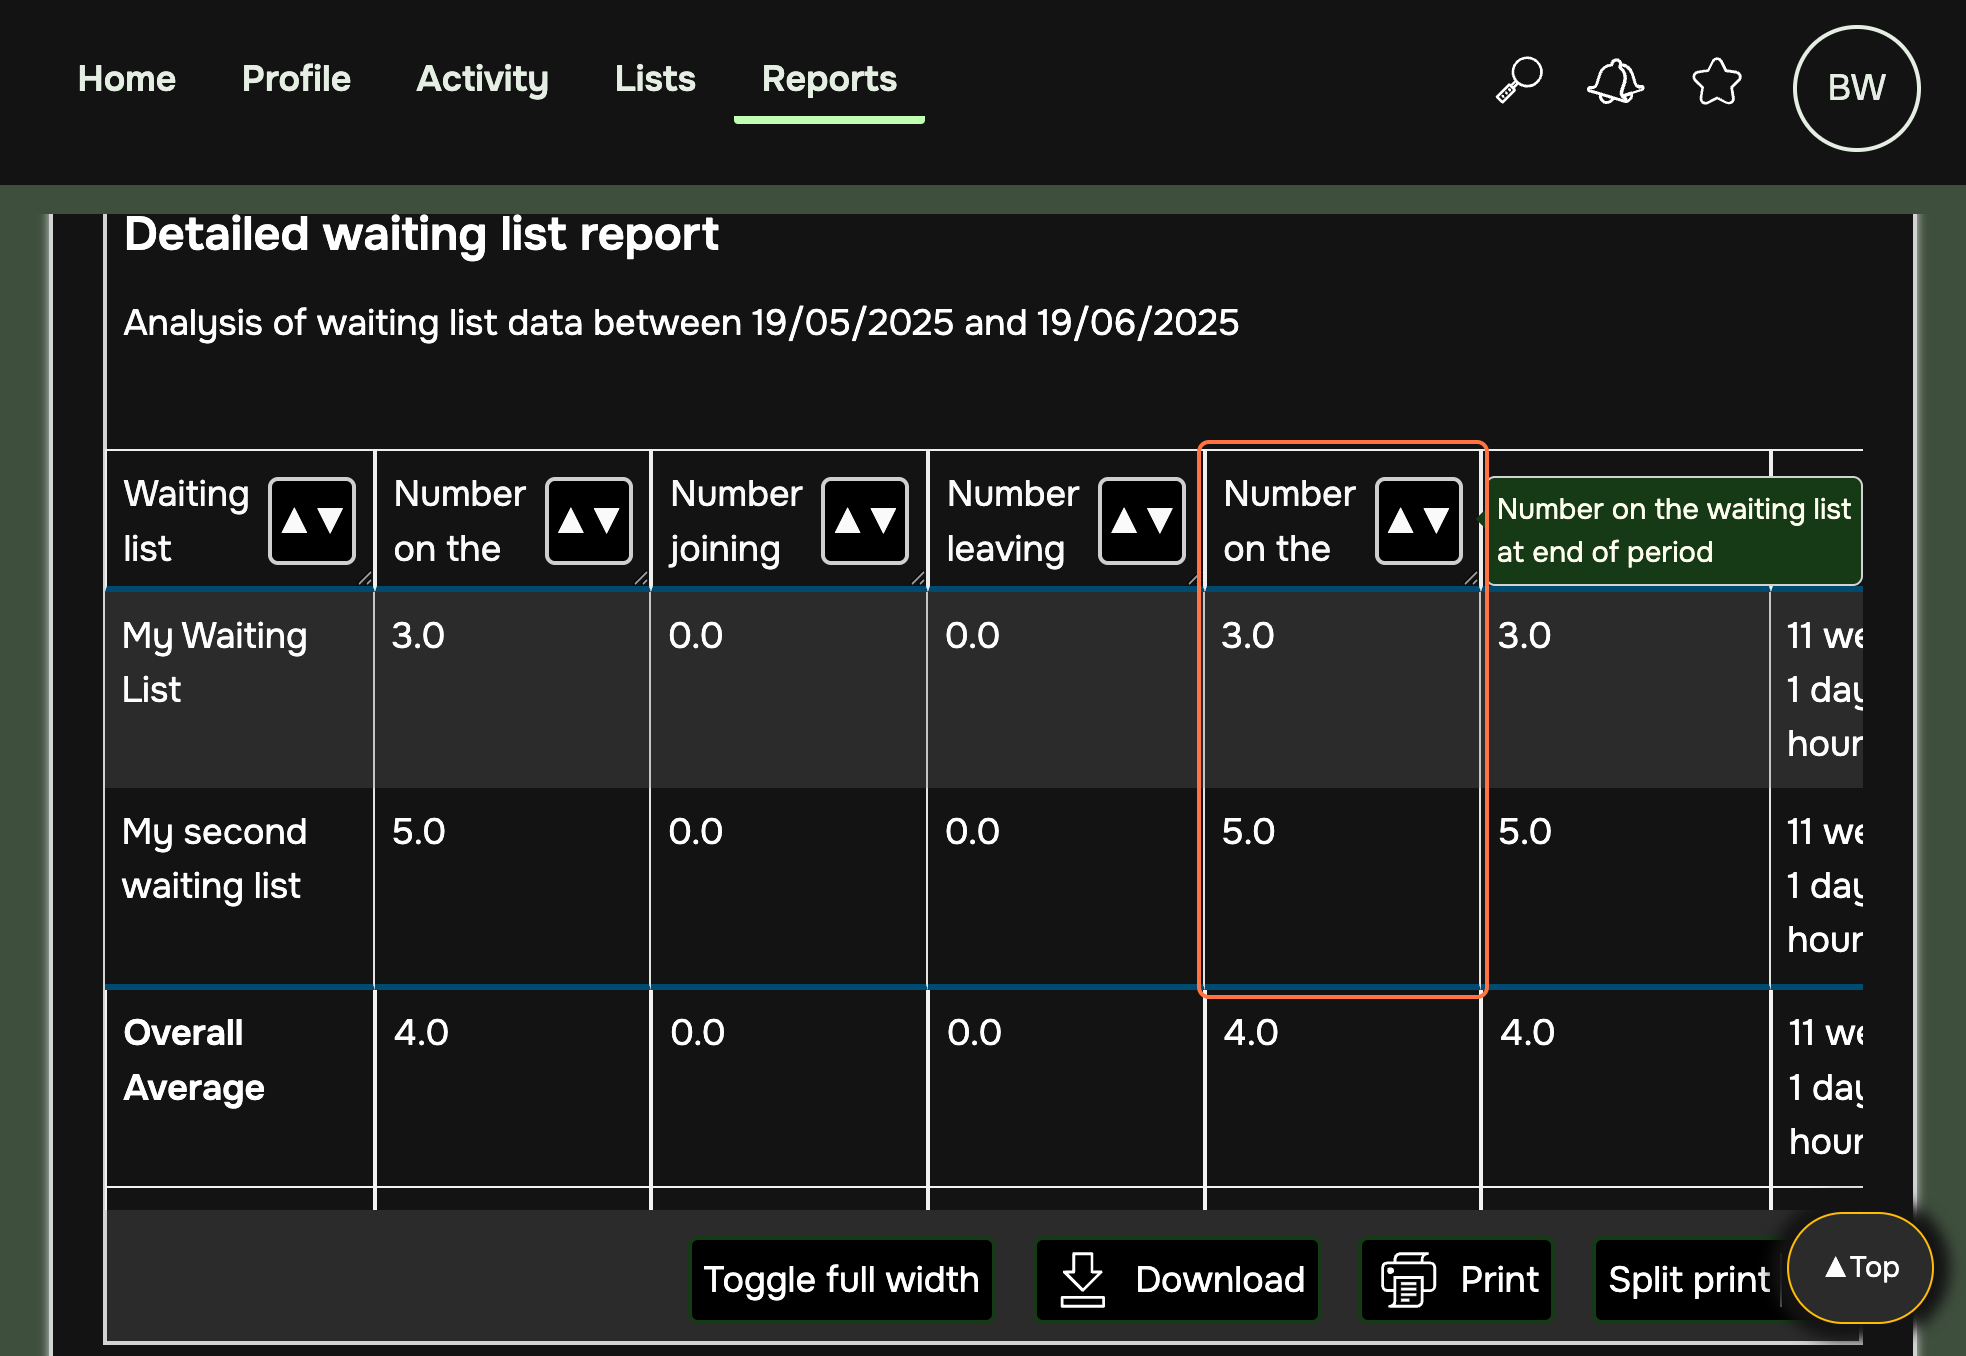 Home Profile Activity Lists Reports BW
Detailed waiting list report
Analysis of waiting list data between 19/05/2025 and 19/06/2025
Waiting list ▲▼ Number on the ▲▼ Number joining ▲▼ Number leaving ▲▼ Number on the ▲▼
Number on the waiting list
at end of period
My Waiting List 3.0 0.0 0.0 3.0 3.0 11 we
1 day
hour
My second waiting list 5.0 0.0 0.0 5.0 5.0 11 we
1 day
hour
Overall Average 4.0 0.0 0.0 4.0 4.0 11 we
1 day
hour
Toggle full width Download Print Split print ▲Top